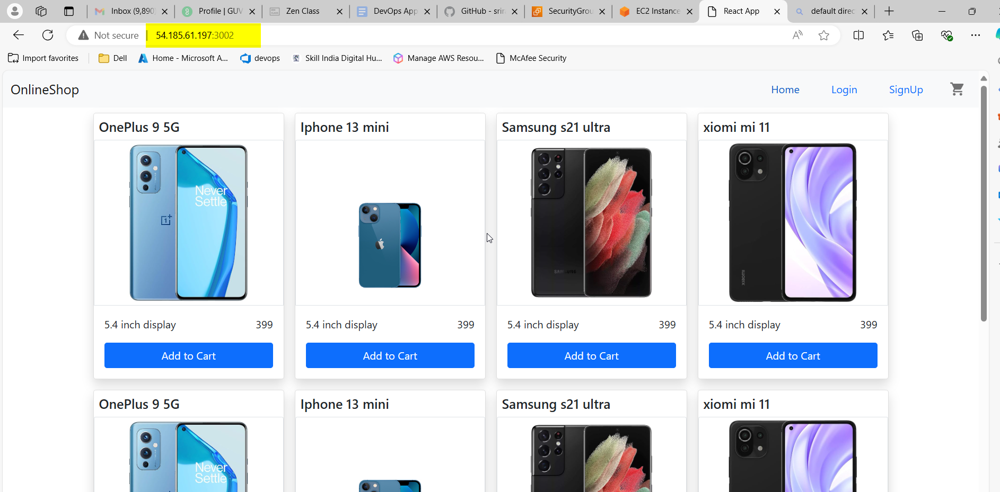 Inbox (9,890)
Profile | GUV
Zen Class
DevOps App
GitHub - srir
SecurityGrou
EC2 Instance
React App
default direc
Not secure
54.185.61.197:3002
Import favorites
Dell
Home - Microsoft A...
devops
Skill India Digital Hu...
Manage AWS Resou...
McAfee Security
OnlineShop
Home
Login
SignUp
OnePlus 9 5G
Iphone 13 mini
Samsung s21 ultra
xiomi mi 11
Never
Settle
SAMSUNG
XIAOMI
5.4 inch display 399
5.4 inch display 399
5.4 inch display 399
5.4 inch display 399
Add to Cart
Add to Cart
Add to Cart
Add to Cart
OnePlus 9 5G
Iphone 13 mini
Samsung s21 ultra
xiomi mi 11
Never
Settle